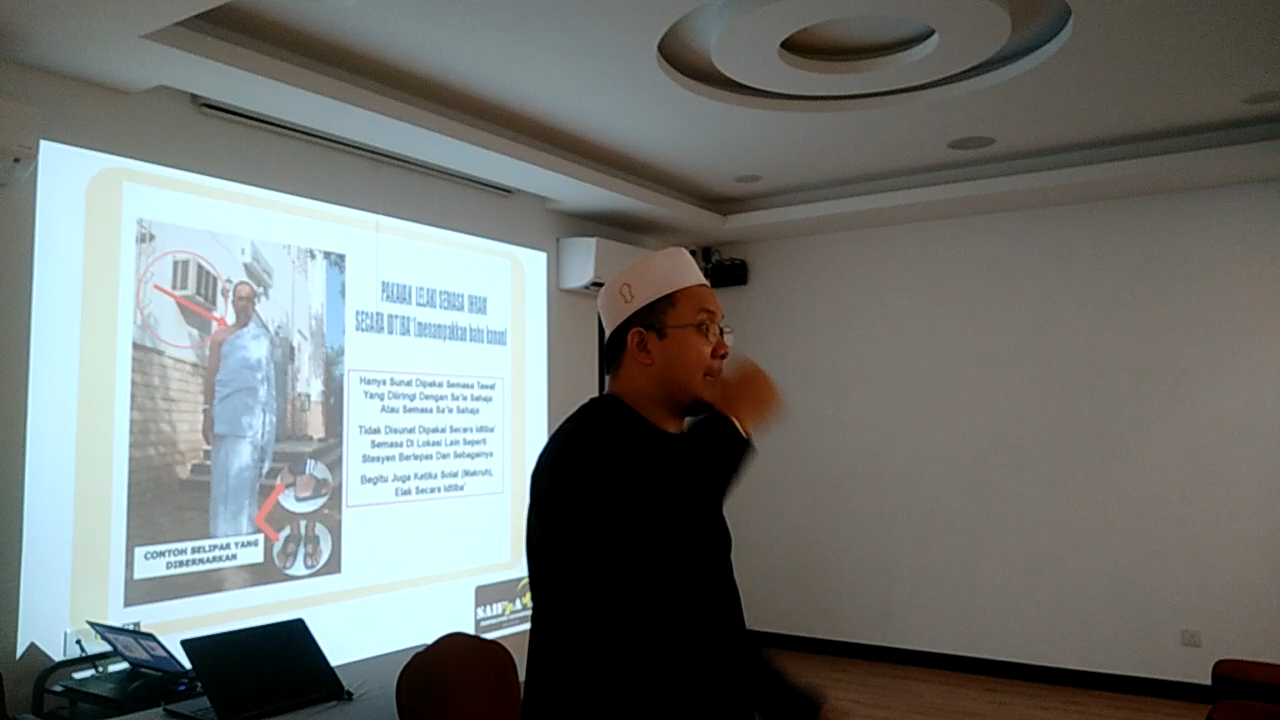 PAKAIAN LELAKI SEMASA IHRAM
SECARA IDTIBA' (menampakkan bahu kanan)
Hanya Sunat Dipakai Semasa Tawaf
Yang Diiringi Dengan Sa'ie Sahaja
Atau Semasa Sa'ie Sahaja
Tidak Disunat Dipakai Secara Idtiba'
Semasa Di Lokasi Lain Seperti
Stesyen Berlepas Dan Sebagainya
Begitu Juga Ketika Solat (Makruh),
Elak Secara Idtiba'
CONTOH SELIPAR YANG
DIBERNARKAN